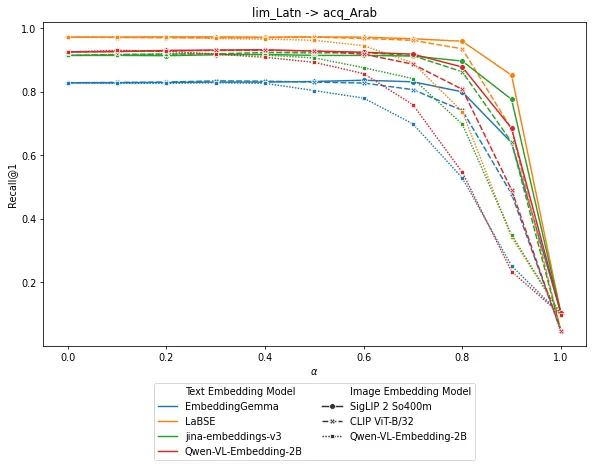 lim_Latn -> acq_Arab
Recall@1
1.0
0.8
0.6
0.4
0.2
0.0 0.2 0.4 0.6 0.8 1.0
α
Text Embedding Model Image Embedding Model
EmbeddingGemma SigLIP 2 So400m
LaBSE CLIP ViT-B/32
jina-embeddings-v3 Qwen-VL-Embedding-2B
Qwen-VL-Embedding-2B